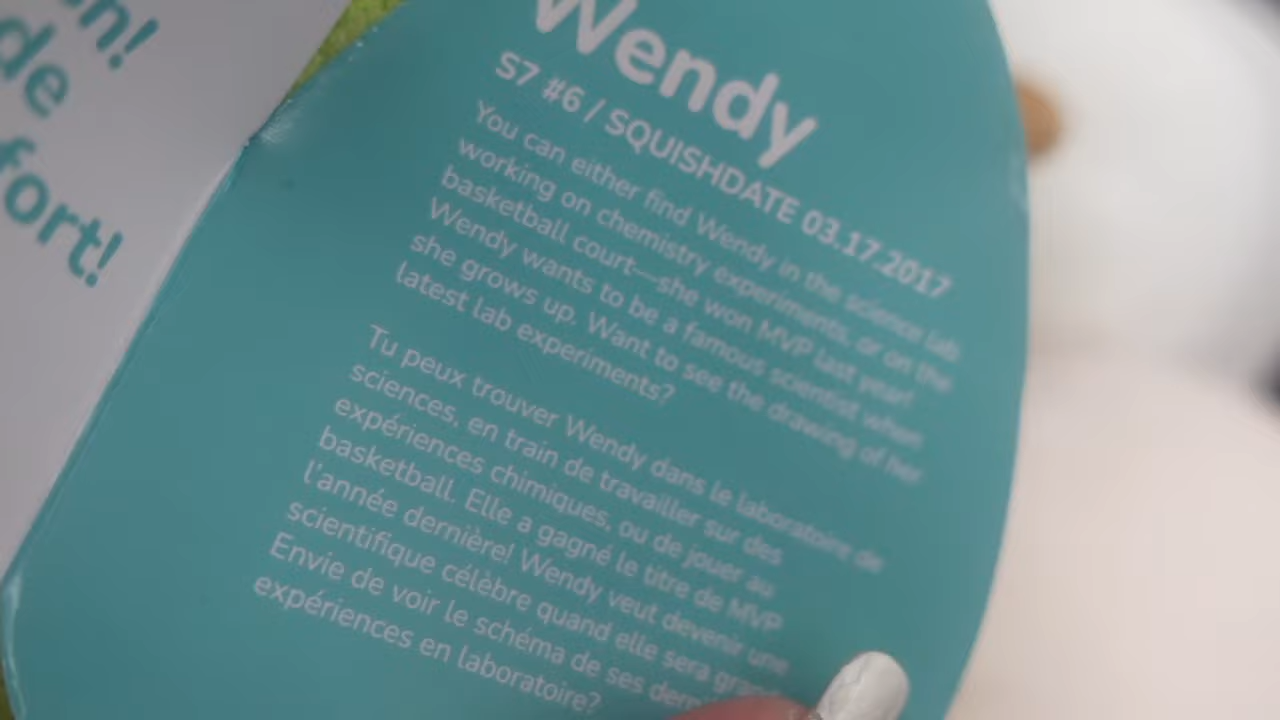 n!
de
fort!
Wendy
S7 #6 / SQUISHDATE 03.17.2017
You can either find Wendy in the science lab
working on chemistry experiments, or on the
basketball court—she won MVP last year!
Wendy wants to be a famous scientist when
she grows up. Want to see the drawing of her
latest lab experiments?
Tu peux trouver Wendy dans le laboratoire de
sciences, en train de travailler sur des
expériences chimiques, ou de jouer au
basketball. Elle a gagné le titre de MVP
l'année dernière! Wendy veut devenir une
scientifique célèbre quand elle sera
Envie de voir le schéma de ses
expériences en laboratoire?